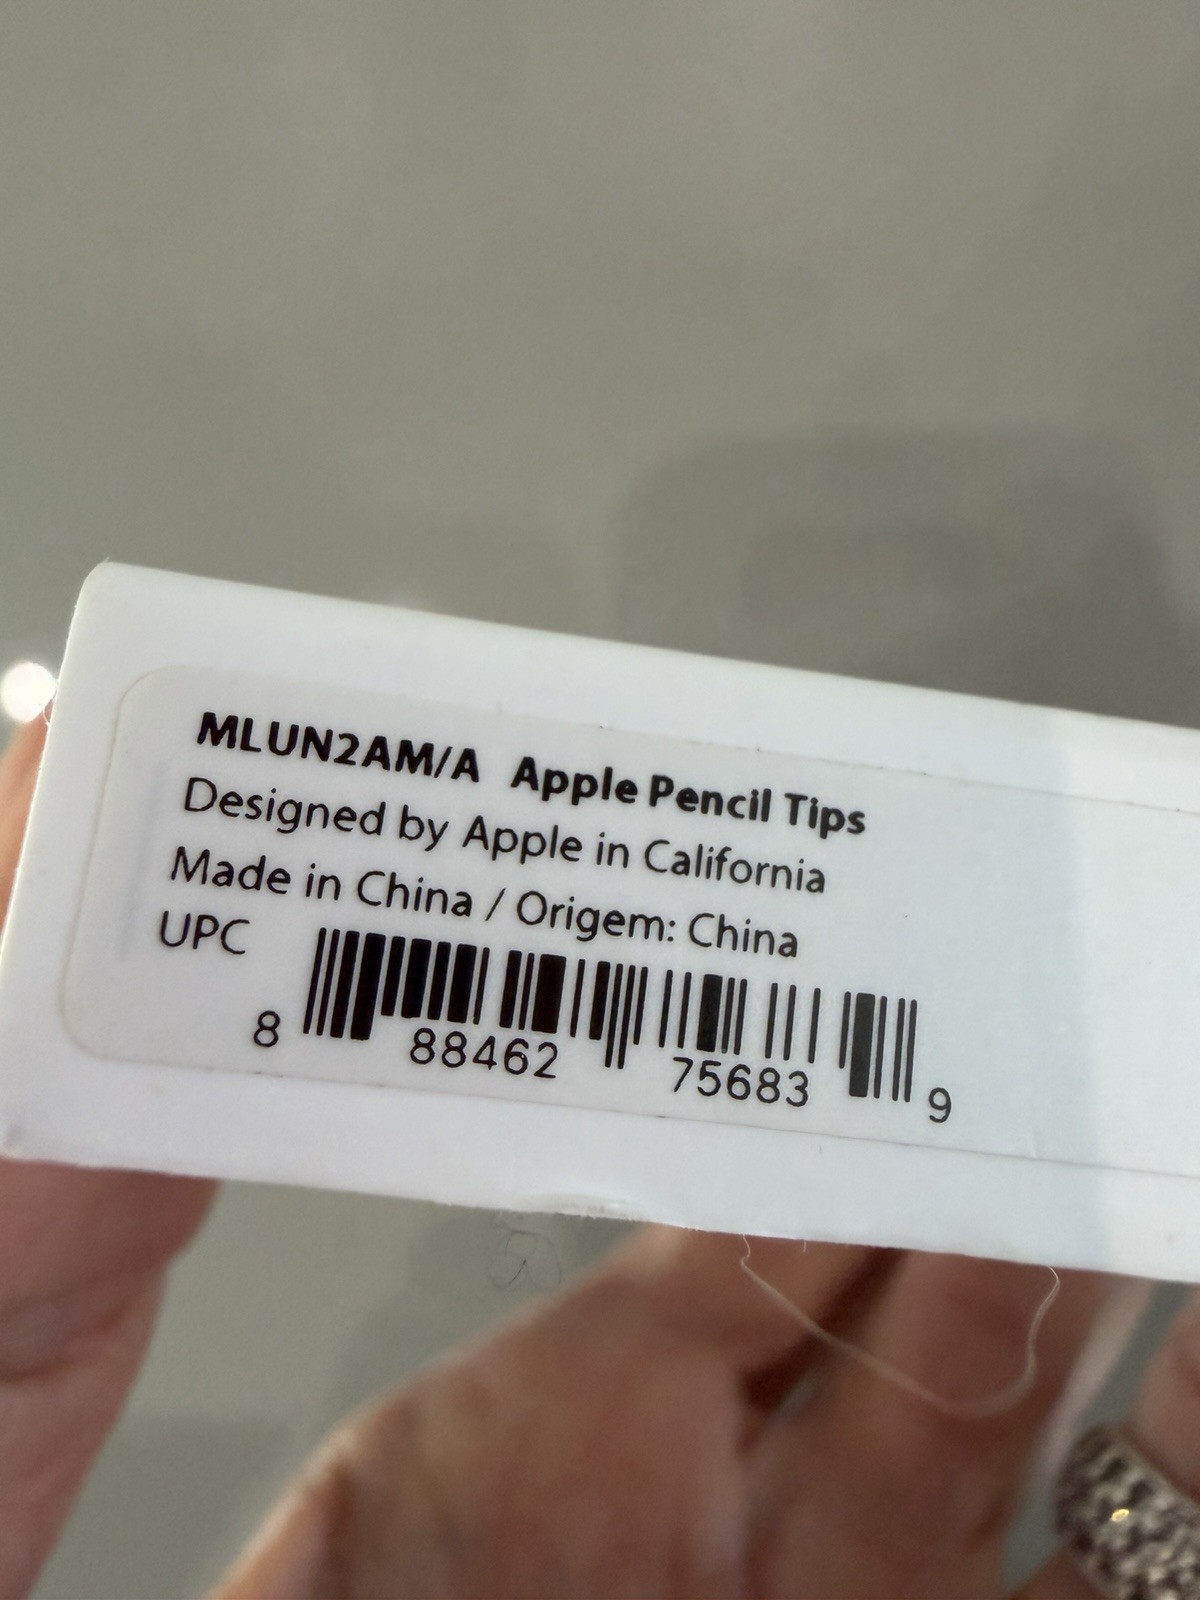 MLUN2AM/A Apple Pencil Tips
Designed by Apple in California
Made in China / Origem: China
UPC
8 88462 75683 9